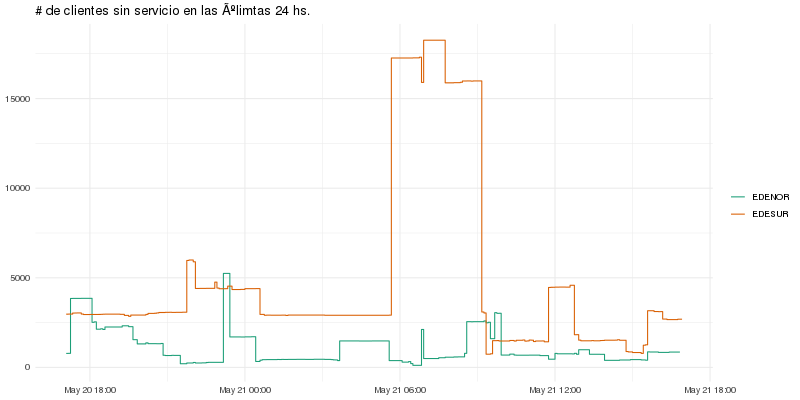 # de clientes sin servicio en las Ãºlimtas 24 hs.
15000
10000
5000
0
May 20 18:00
May 21 00:00
May 21 06:00
May 21 12:00
May 21 18:00
EDENOR
EDESUR